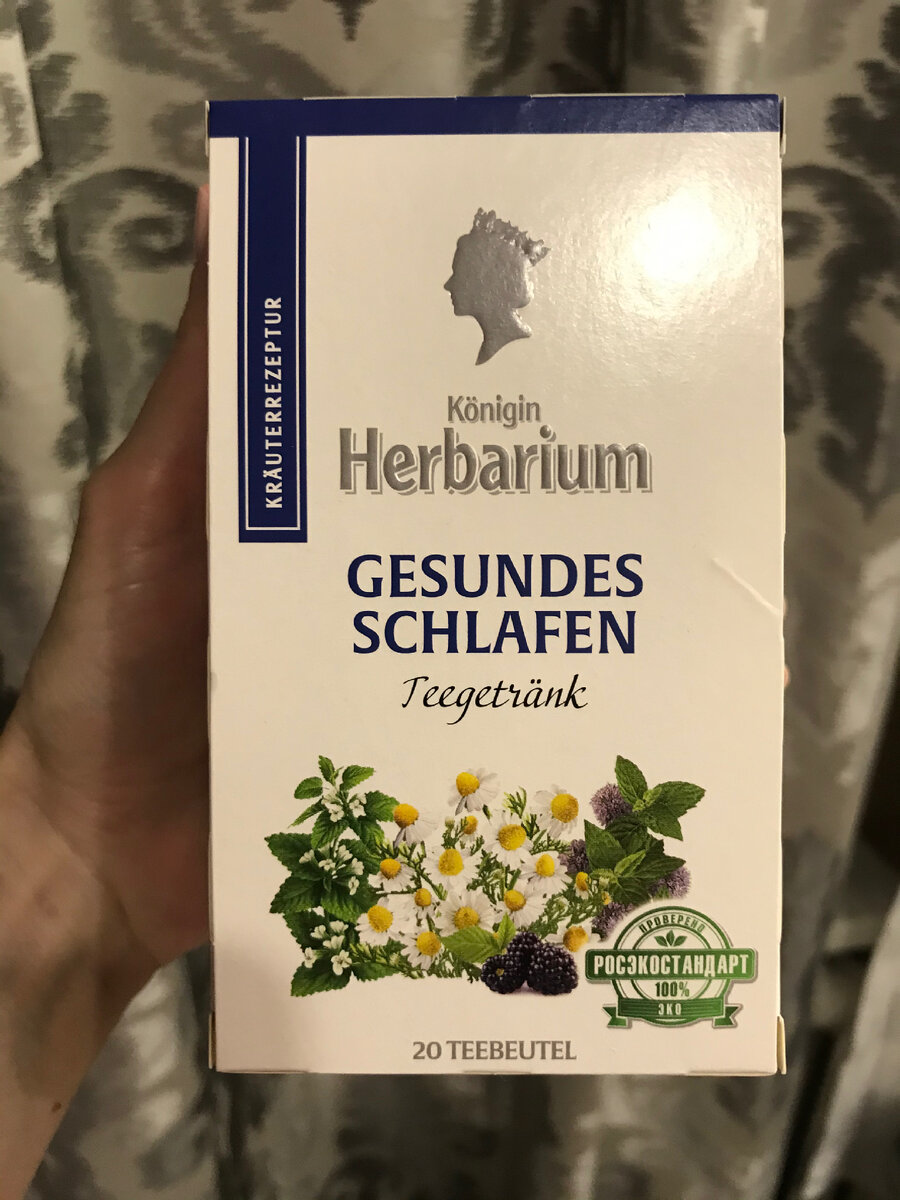 KRÄUTERREZEPTUR
Königin
Herbarium
GESUNDES
SCHLAFEN
Teegetränk
ПРОВЕРЕНО
РОСЭКОСТАНДАРТ
100%
ЭКО
20 TEEBEUTEL